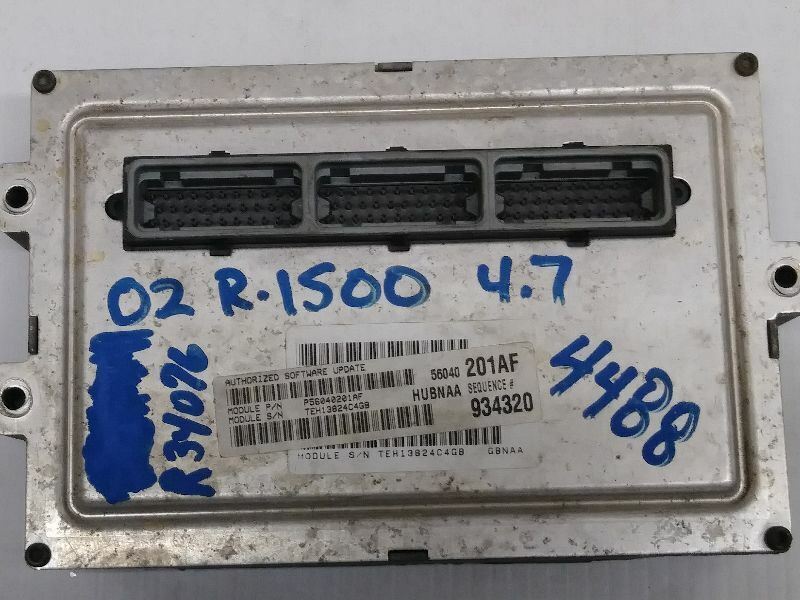 02 R.1500 4.7
R34076
4488
AUTHORIZED SOFTWARE UPDATE
56040 201AF
MODULE P/N P56040201AF
HUBNAA SEQUENCE #
MODULE S/N TEH13824C4GB
934320
MODULE S/N TEH13824C4GB GBNAA